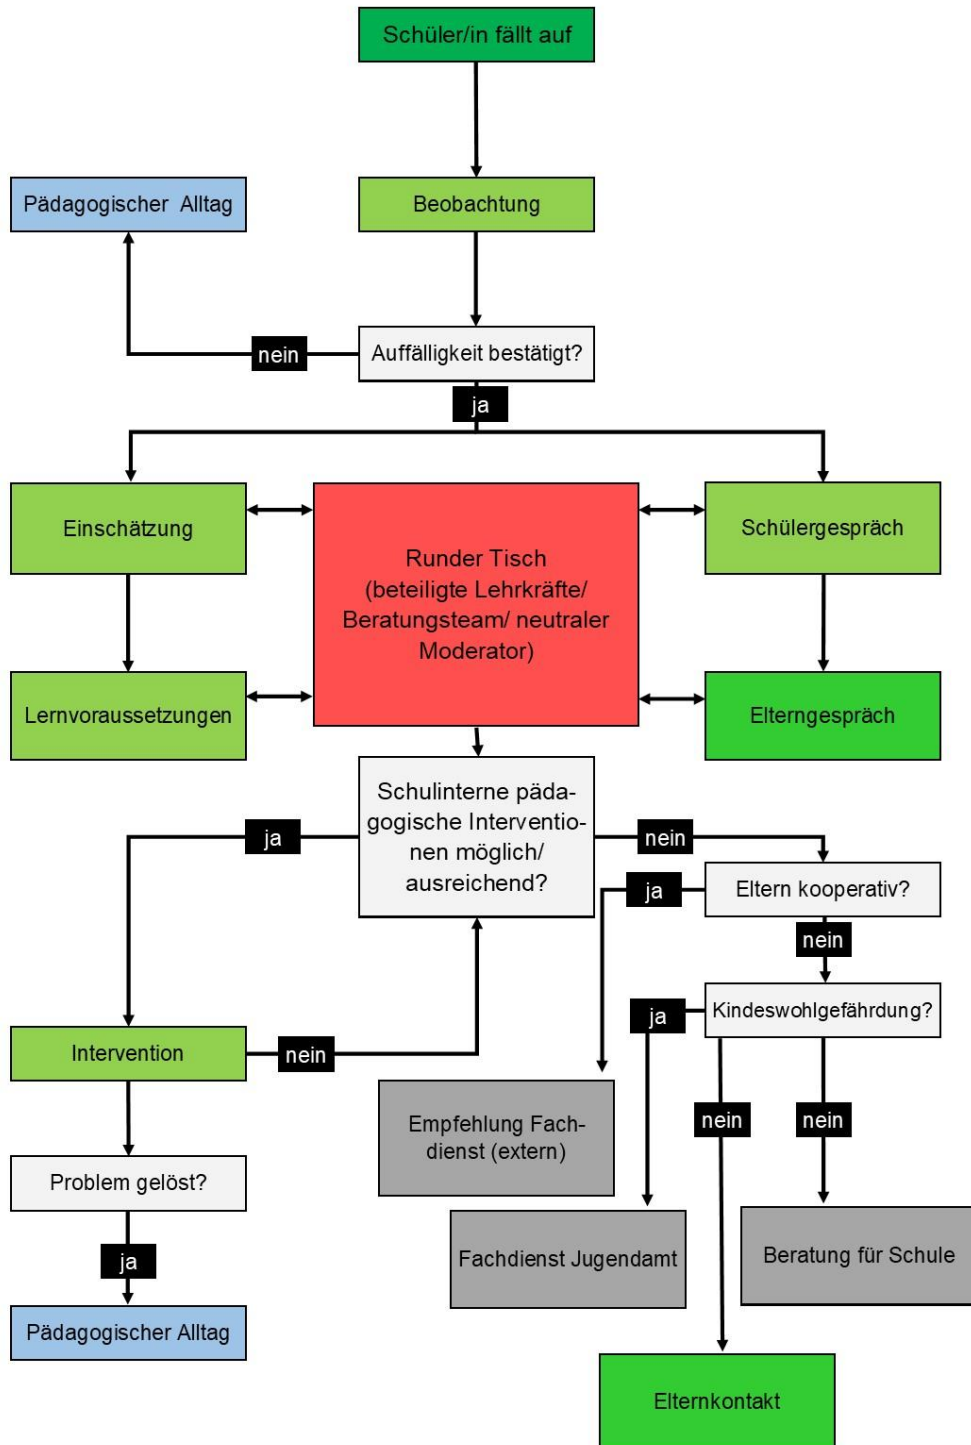 Schüler/in fällt auf
Pädagogischer Alltag
Beobachtung
nein
Auffälligkeit bestätigt?
ja
Einschätzung
Runder Tisch
(beteiligte Lehrkräfte/
Beratungsteam/ neutraler
Moderator)
Schülergespräch
Lernvoraussetzungen
Elterngespräch
Schulinterne päda-
gogische Interventio-
nen möglich/
ausreichend?
ja
nein
Eltern kooperativ?
ja
nein
Kindeswohlgefährdung?
ja
Intervention
nein
Empfehlung Fach-
dienst (extern)
nein
nein
Problem gelöst?
Fachdienst Jugendamt
Beratung für Schule
ja
Pädagogischer Alltag
Elternkontakt